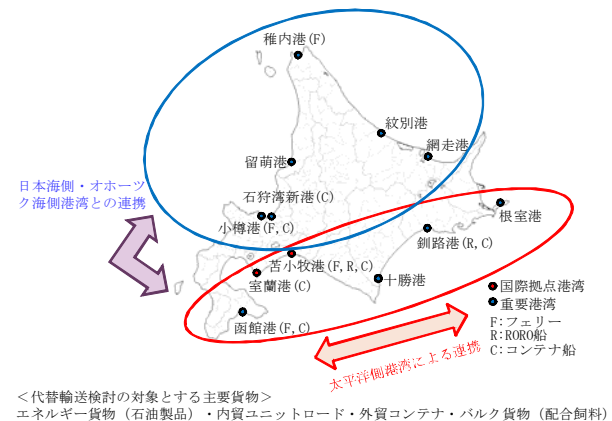 稚内港(F)
紋別港
網走港
留萌港
日本海側・オホーツ
ク海側港湾との連携
石狩湾新港(C)
根室港
小樽港(F,C)
釧路港(R,C)
苫小牧港(F,R,C)
室蘭港(C)
十勝港
国際拠点港湾
重要港湾
函館港(F,C)
F:フェリー
R:RORO船
C:コンテナ船
太平洋側港湾による連携
＜代替輸送検討の対象とする主要貨物＞
エネルギー貨物（石油製品）・内貿ユニットロード・外貿コンテナ・バルク貨物（配合飼料）